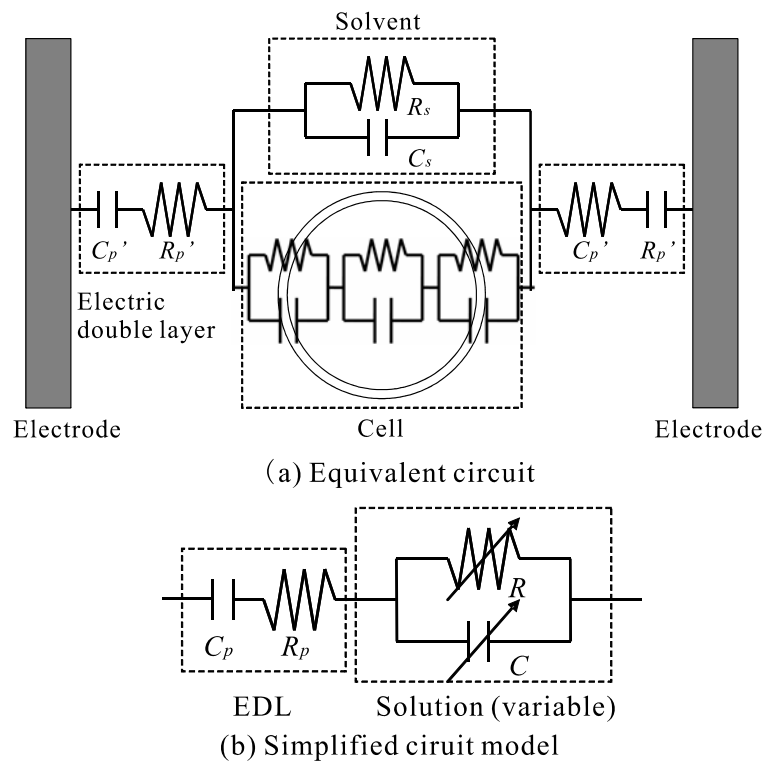 Solvent
Rs
Cs
Cp’ Rp’
Cp’ Rp’
Electric
double layer
Electrode
Cell
Electrode
(a) Equivalent circuit
R
Cp Rp
C
EDL
Solution (variable)
(b) Simplified ciruit model